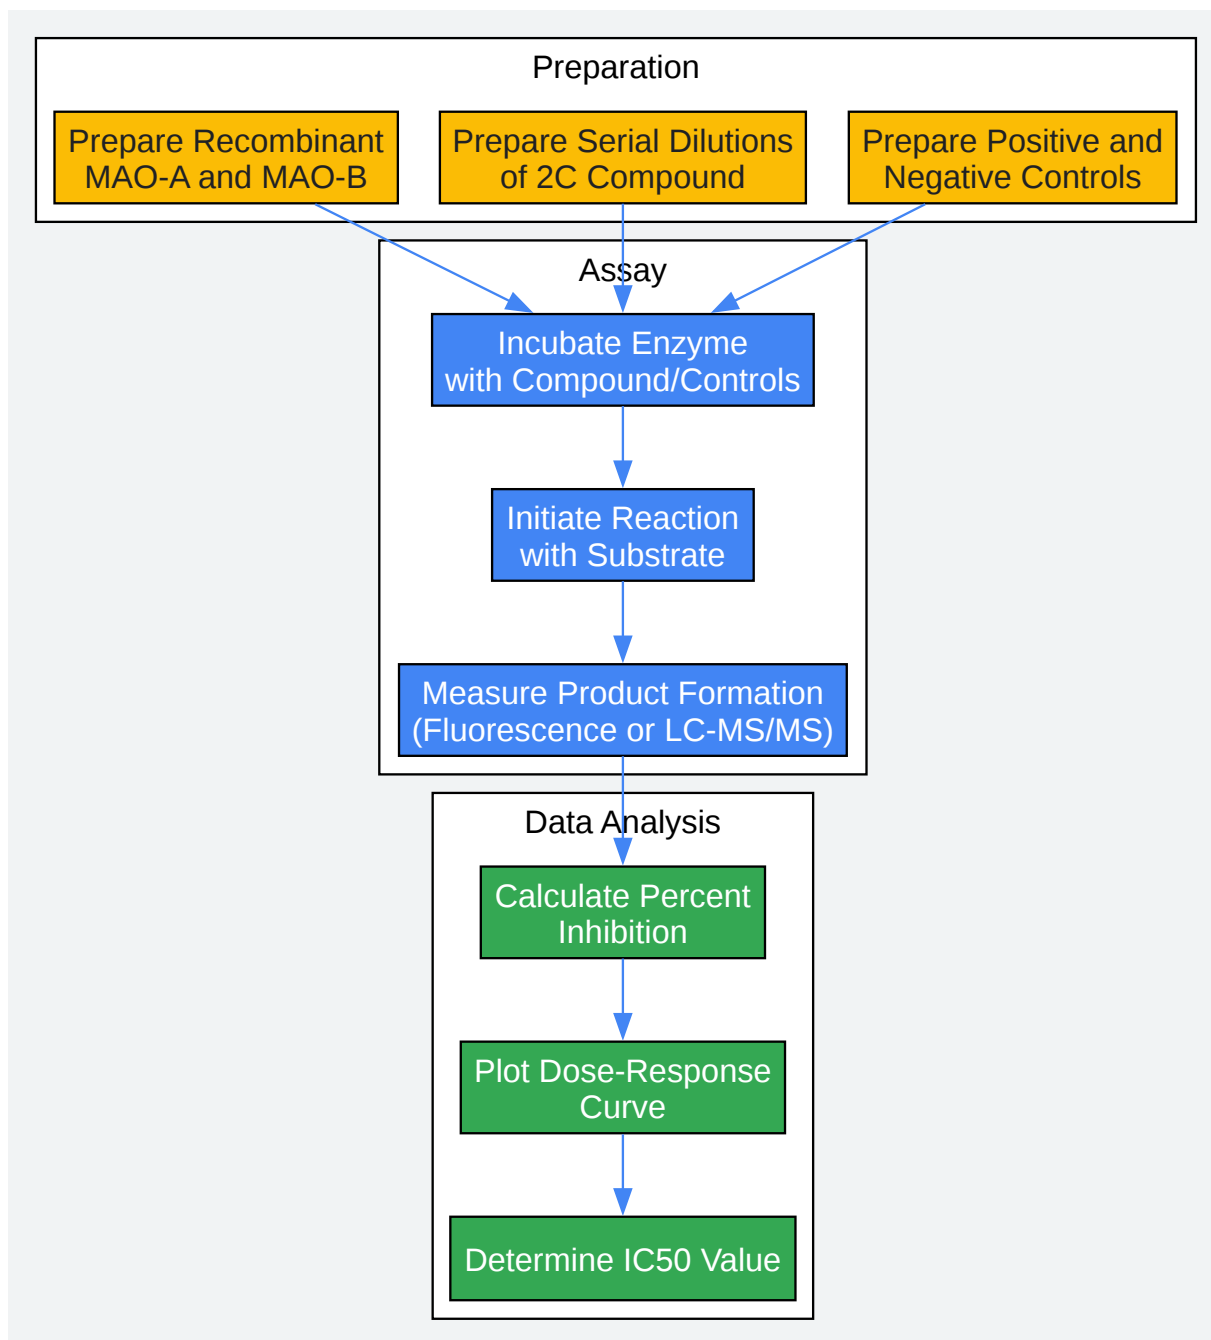 Preparation
Prepare Recombinant
MAO-A and MAO-B
Prepare Serial Dilutions
of 2C Compound
Prepare Positive and
Negative Controls
Assay
Incubate Enzyme
with Compound/Controls
Initiate Reaction
with Substrate
Measure Product Formation
(Fluorescence or LC-MS/MS)
Data Analysis
Calculate Percent
Inhibition
Plot Dose-Response
Curve
Determine IC50 Value